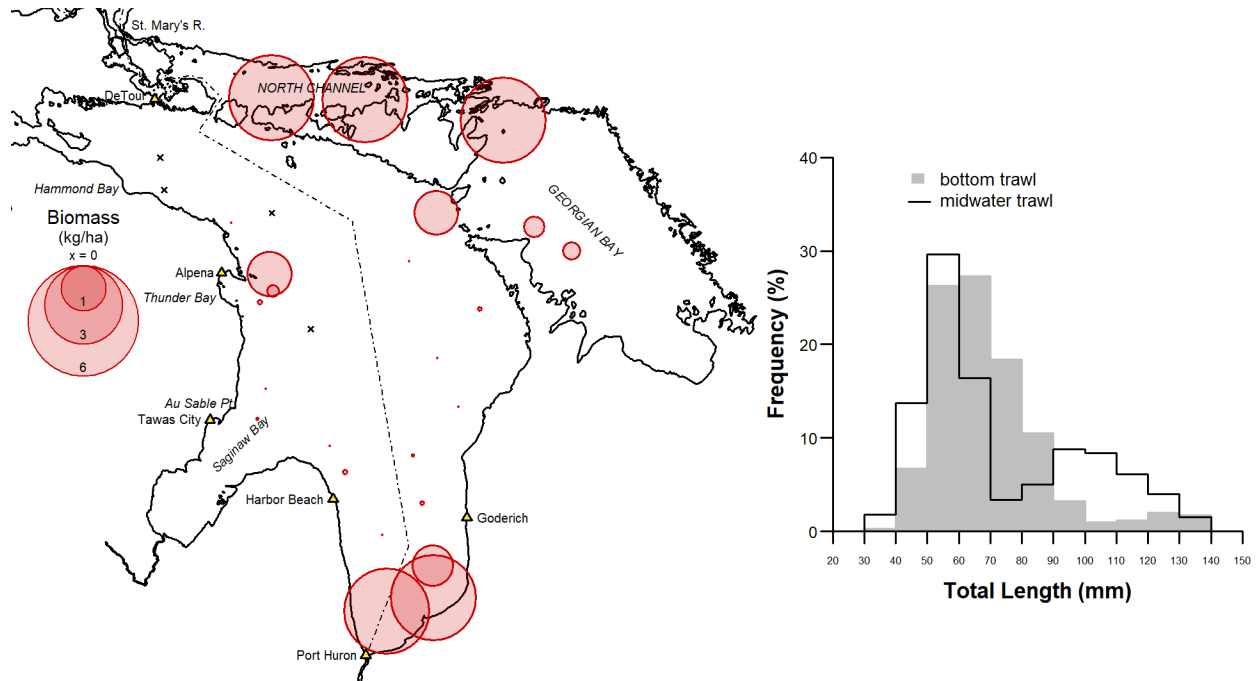 St. Mary's R.
NORTH CHANNEL
DeTour
Hammond Bay
GEORGIAN BAY
Biomass
(kg/ha)
x = 0
1
3
6
Alpena
Thunder Bay
Au Sable Pt.
Tawas City
Saginaw Bay
Harbor Beach
Goderich
Port Huron
40
30
20
10
0
Frequency (%)
bottom trawl
midwater trawl
20 30 40 50 60 70 80 90 100 110 120 130 140 150
Total Length (mm)